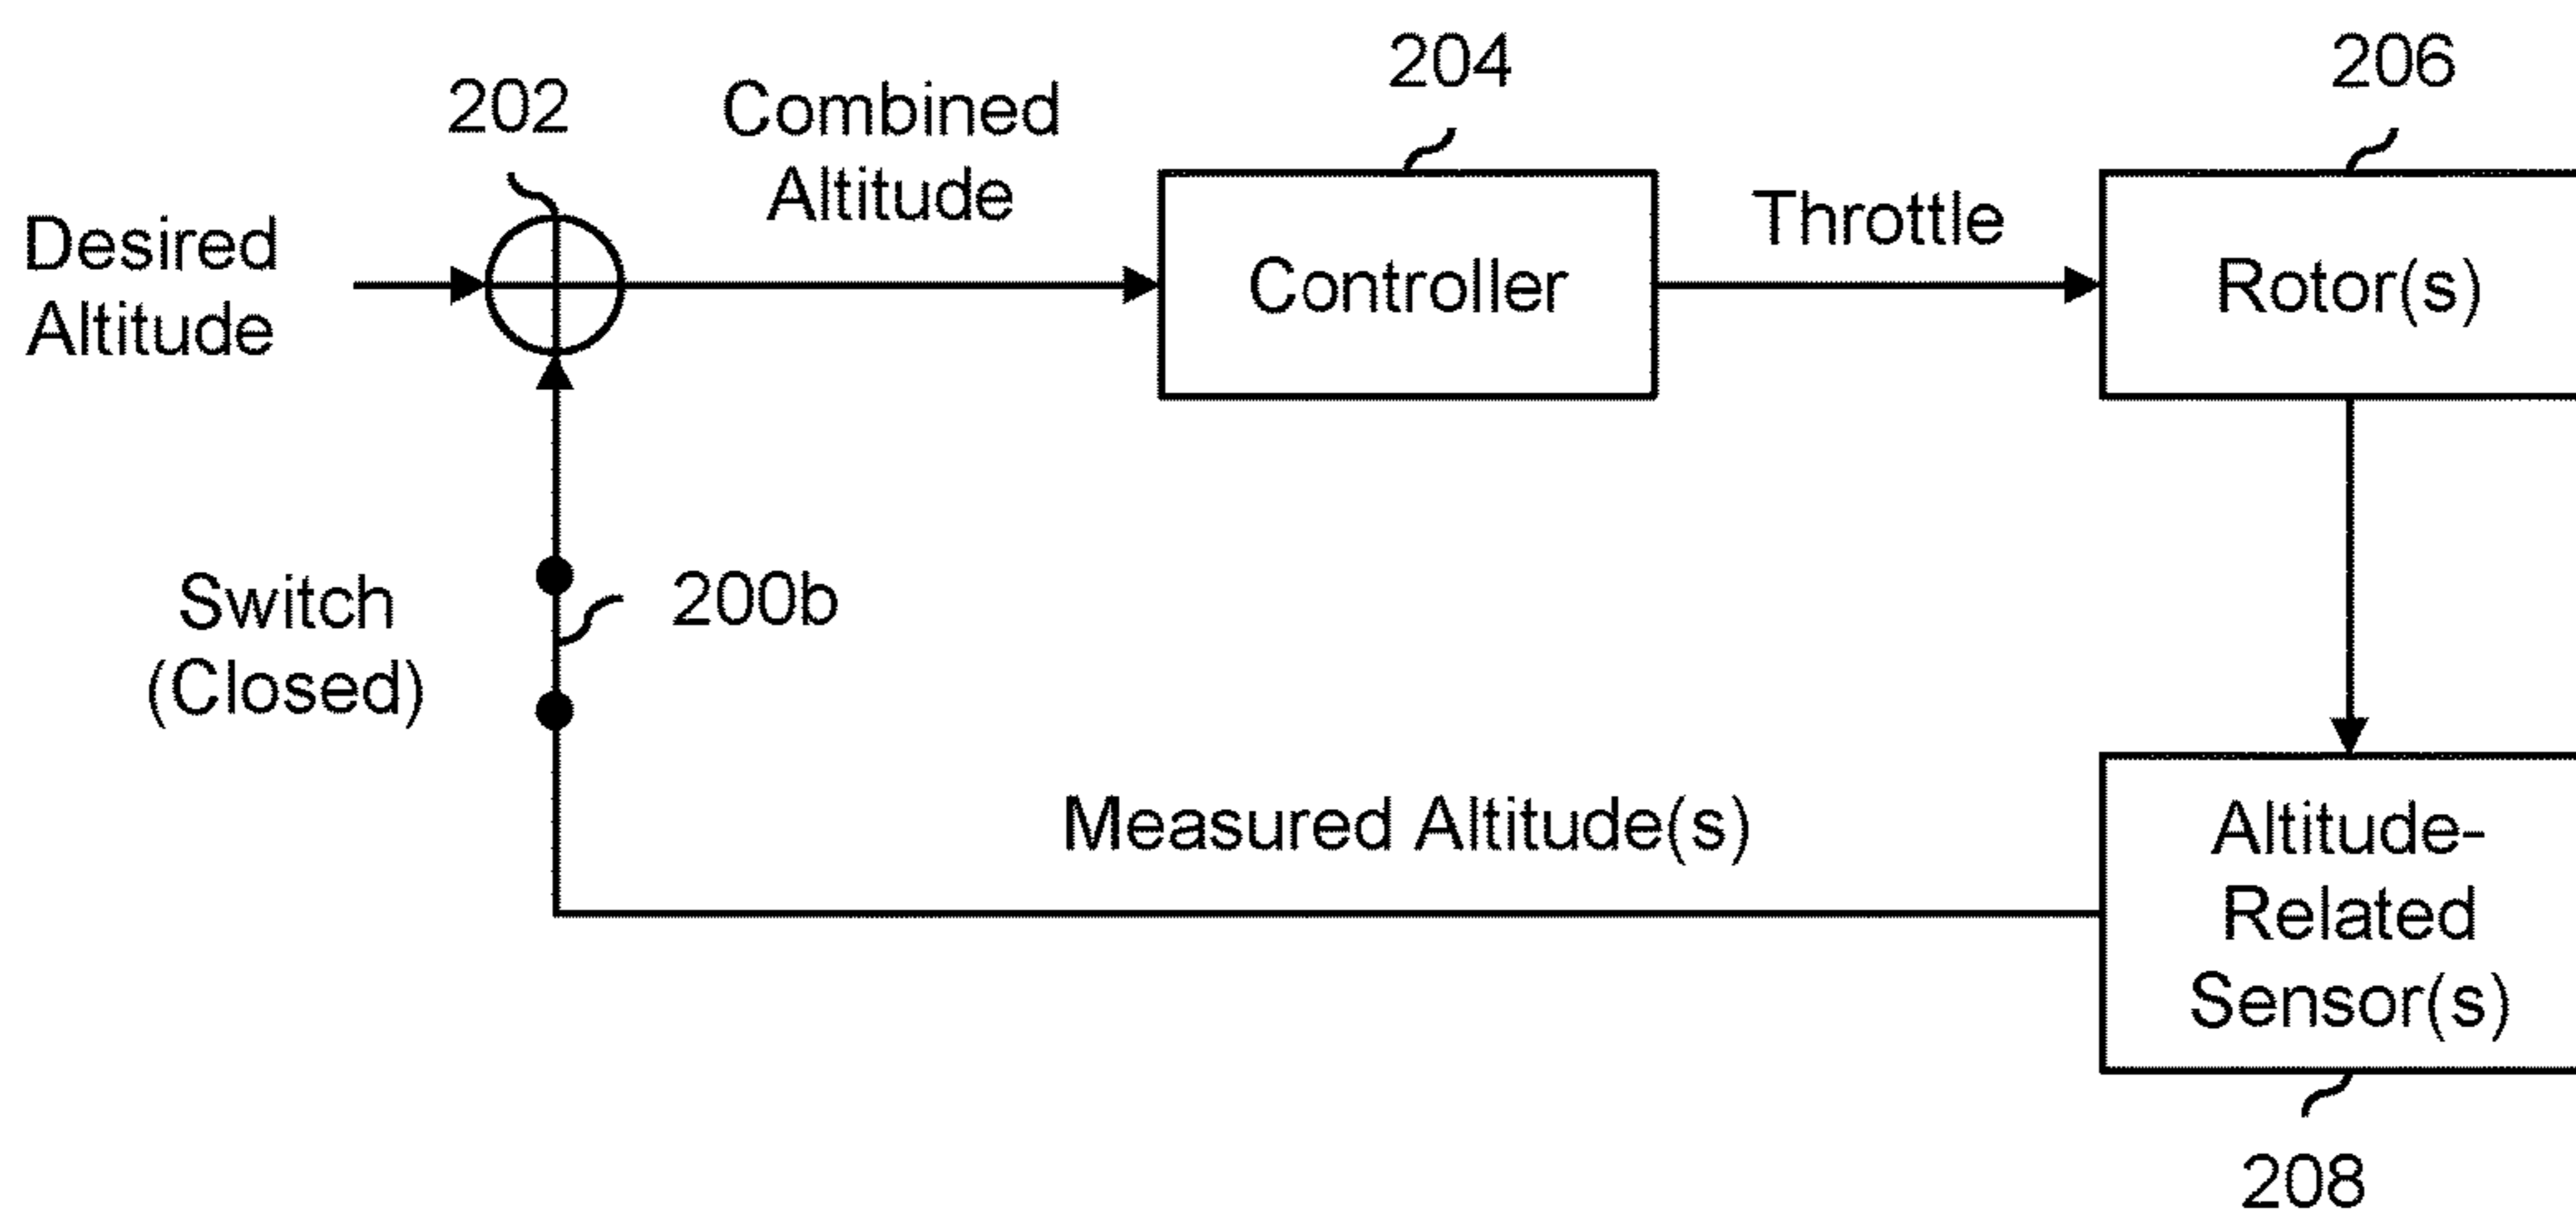 204
206
202
Combined
Altitude
Desired
Altitude
Throttle
Controller
Rotor(s)
Switch
(Closed)
200b
Measured Altitude(s)
Altitude-
Related
Sensor(s)
208